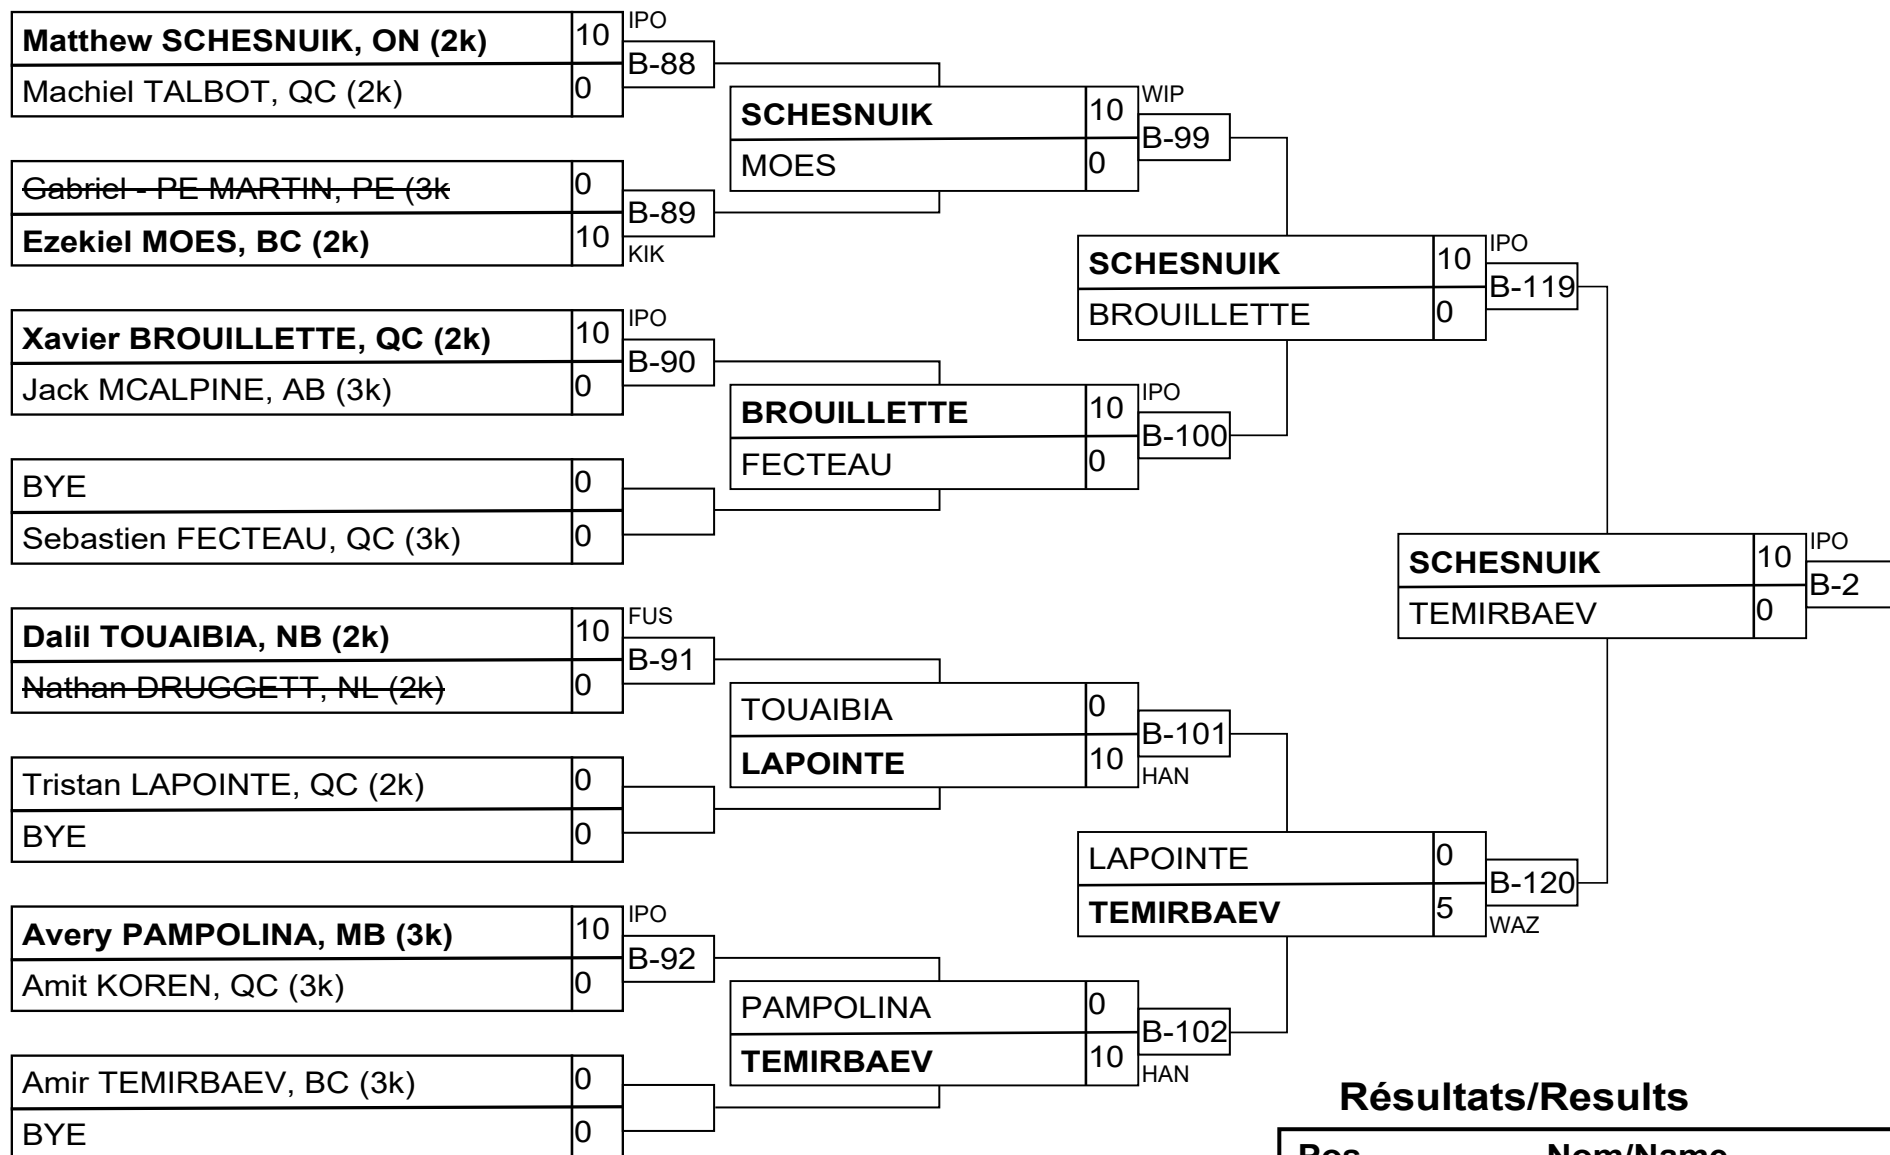 Matthew SCHESNUIK, ON (2k) 10 IPO
B-88
Machiel TALBOT, QC (2k) 0
Gabriel - PE MARTIN, PE (3k 0
B-89
Ezekiel MOES, BC (2k) 10 KIK
Xavier BROUILLETTE, QC (2k) 10 IPO
B-90
Jack MCALPINE, AB (3k) 0
BYE 0
Sebastien FECTEAU, QC (3k) 0
Dalil TOUAIBIA, NB (2k) 10 FUS
B-91
Nathan DRUGGETT, NL (2k) 0
Tristan LAPOINTE, QC (2k) 0
BYE 0
Avery PAMPOLINA, MB (3k) 10 IPO
B-92
Amit KOREN, QC (3k) 0
Amir TEMIRBAEV, BC (3k) 0
BYE 0
SCHESNUIK 10 WIP
B-99
MOES 0
BROUILLETTE 10 IPO
B-100
FECTEAU 0
TOUAIBIA 0
B-101
LAPOINTE 10 HAN
PAMPOLINA 0
B-102
TEMIRBAEV 10 HAN
SCHESNUIK 10 IPO
B-119
BROUILLETTE 0
LAPOINTE 0
B-120
TEMIRBAEV 5 WAZ
SCHESNUIK 10 IPO
B-2
TEMIRBAEV 0
Résultats/Results
Pos Nom/Name